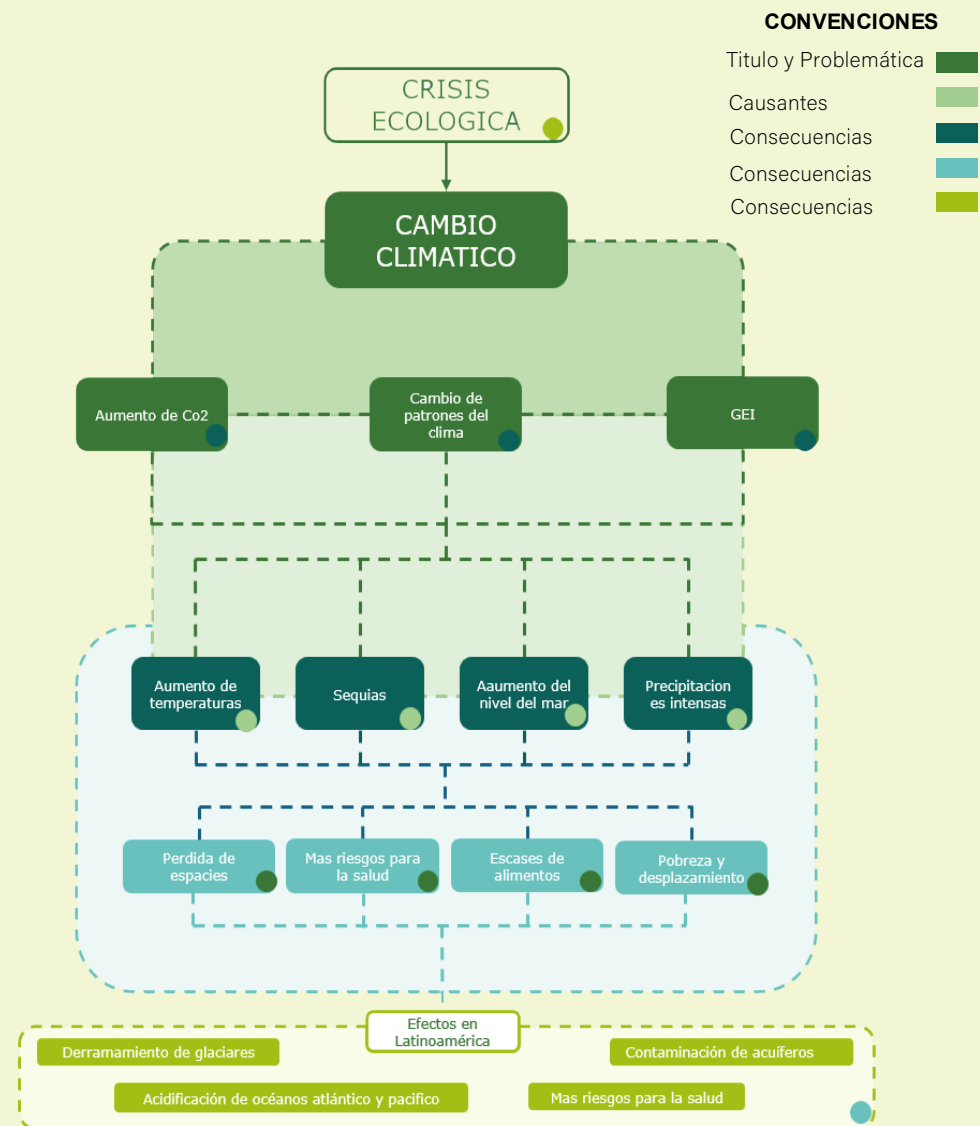 CONVENCIONES
Titulo y Problemática
Causantes
Consecuencias
Consecuencias
Consecuencias
CRISIS
ECOLOGICA
CAMBIO
CLIMATICO
Aumento de Co2
Cambio de
patrones del
clima
GEI
Aumento de
temperaturas
Sequias
Aaumento del
nivel del mar
Precipitacion
es intensas
Perdida de
espacies
Mas riesgos para
la salud
Escases de
alimentos
Pobreza y
desplazamiento
Efectos en
Latinoamérica
Derramamiento de glaciares
Contaminación de acuíferos
Acidificación de océanos atlántico y pacifico
Mas riesgos para la salud